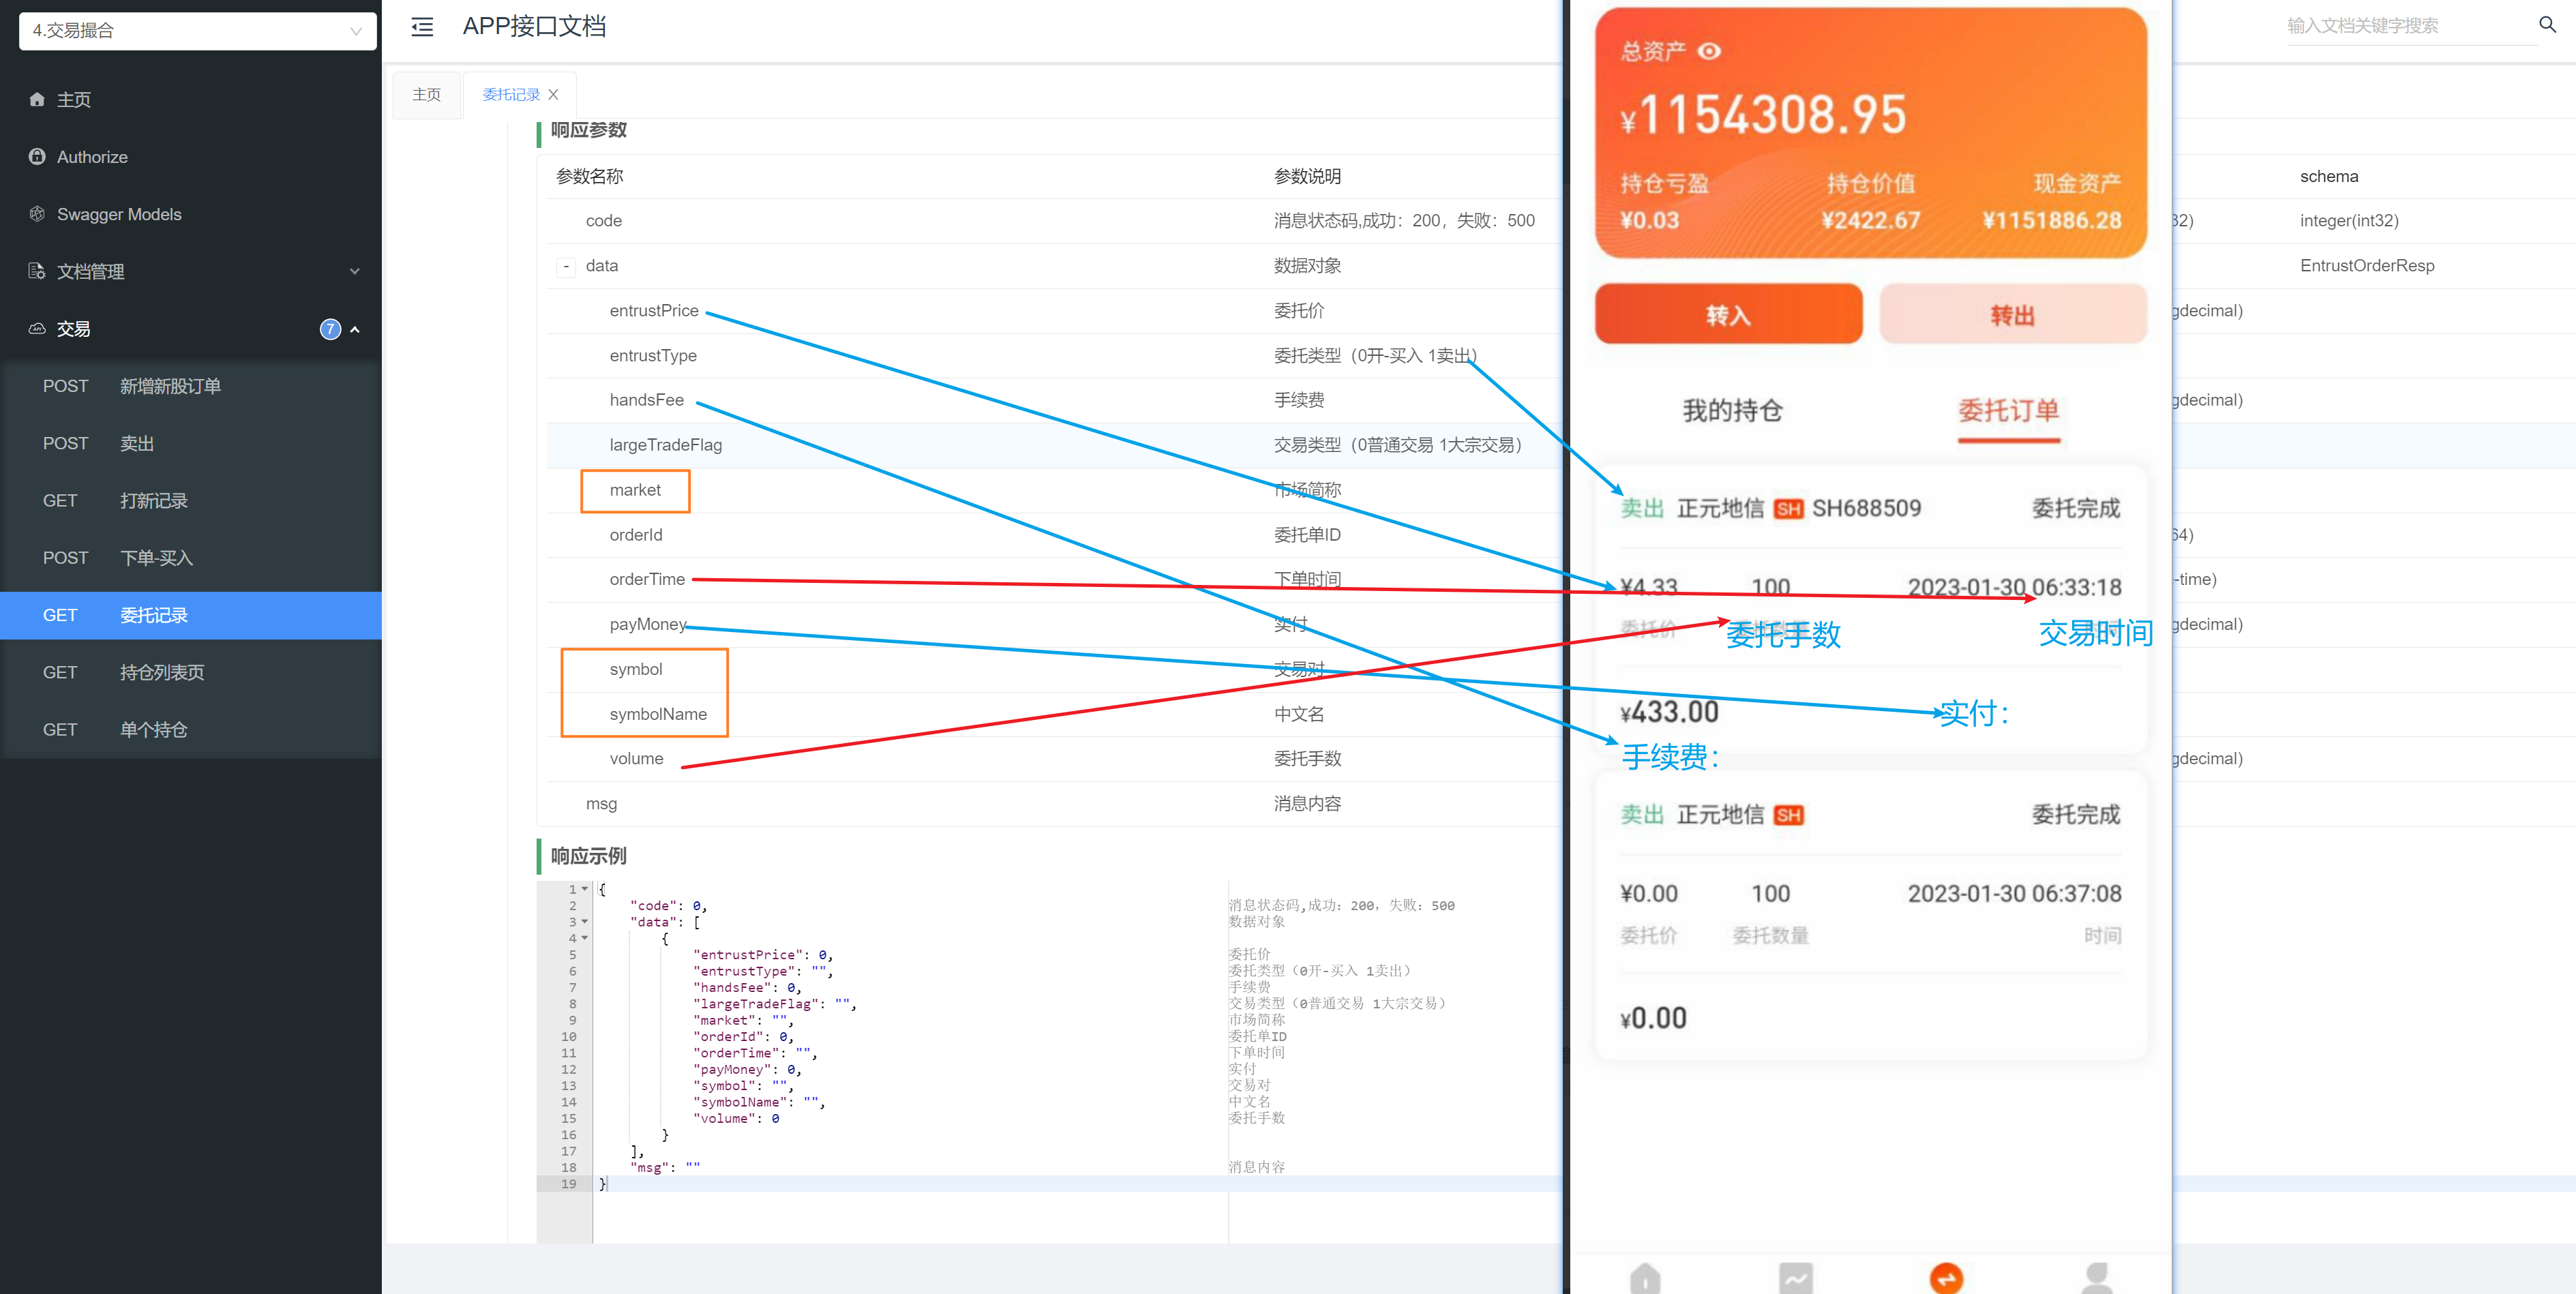 4.交易撮合
主页
Authorize
Swagger Models
文档管理
交易
7
POST 新增新股订单
POST 卖出
GET 打新记录
POST 下单-买入
GET 委托记录
GET 持仓列表页
GET 单个持仓
APP接口文档
输入文档关键字搜索
主页
委托记录
响应参数
参数名称 参数说明 schema
code 消息状态码,成功：200，失败：500 32) integer(int32)
- data 数据对象 EntrustOrderResp
entrustPrice 委托价 gdecimal)
entrustType 委托类型（0开-买入 1卖出）
handsFee 手续费 gdecimal)
largeTradeFlag 交易类型（0普通交易 1大宗交易）
market 市场简称
orderId 委托单ID 64)
orderTime 下单时间 -time)
payMoney 实付 gdecimal)
symbol 交易对
symbolName 中文名
volume 委托手数 gdecimal)
msg 消息内容
响应示例
1 {
2 "code": 0, 消息状态码,成功：200，失败：500
3 "data": [ 数据对象
4 {
5 "entrustPrice": 0, 委托价
6 "entrustType": "", 委托类型（0开-买入 1卖出）
7 "handsFee": 0, 手续费
8 "largeTradeFlag": "", 交易类型（0普通交易 1大宗交易）
9 "market": "", 市场简称
10 "orderId": 0, 委托单ID
11 "orderTime": "", 下单时间
12 "payMoney": 0, 实付
13 "symbol": "", 交易对
14 "symbolName": "", 中文名
15 "volume": 0 委托手数
16 }
17 ],
18 "msg": "" 消息内容
19 }
总资产
¥1154308.95
持仓亏盈 持仓价值 现金资产
¥0.03 ¥2422.67 ¥1151886.28
转入 转出
我的持仓 委托订单
卖出 正元地信 SH SH688509 委托完成
¥4.33 100 2023-01-30 06:33:18
委托价 委托手数 交易时间
¥433.00 实付：
手续费：
卖出 正元地信 SH 委托完成
¥0.00 100 2023-01-30 06:37:08
委托价 委托数量 时间
¥0.00